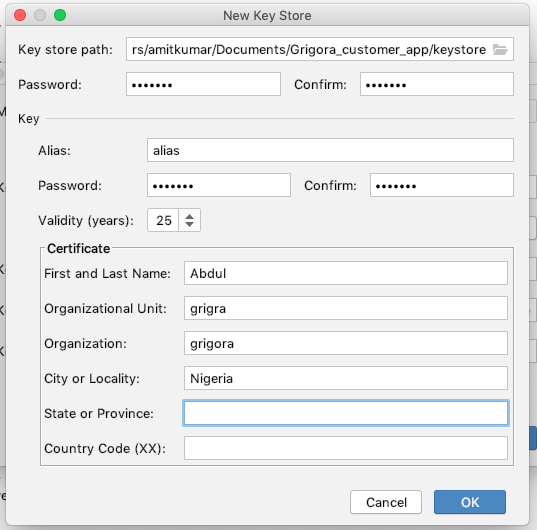 New Key Store
Key store path: rs/amitkumar/Documents/Grigora_customer_app/keystore
Password: ••••••• Confirm: •••••••
Key
Alias: alias
Password: ••••••• Confirm: •••••••
Validity (years): 25
Certificate
First and Last Name: Abdul
Organizational Unit: grigra
Organization: grigora
City or Locality: Nigeria
State or Province:
Country Code (XX):
Cancel OK